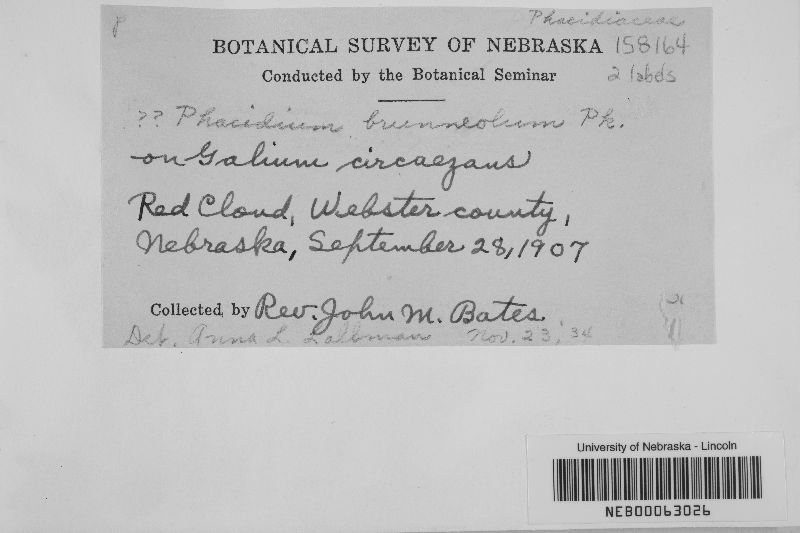 Phacidiaceae
BOTANICAL SURVEY OF NEBRASKA 158164
Conducted by the Botanical Seminar 2 labels
?? Phacidium brunneolum Pk.
on Galium circaezans
Red Cloud, Webster county,
Nebraska, September 28, 1907
Collected by Rev. John M. Bates
Det. Anna L. Nov. 23, '34
University of Nebraska - Lincoln
NEB00063026